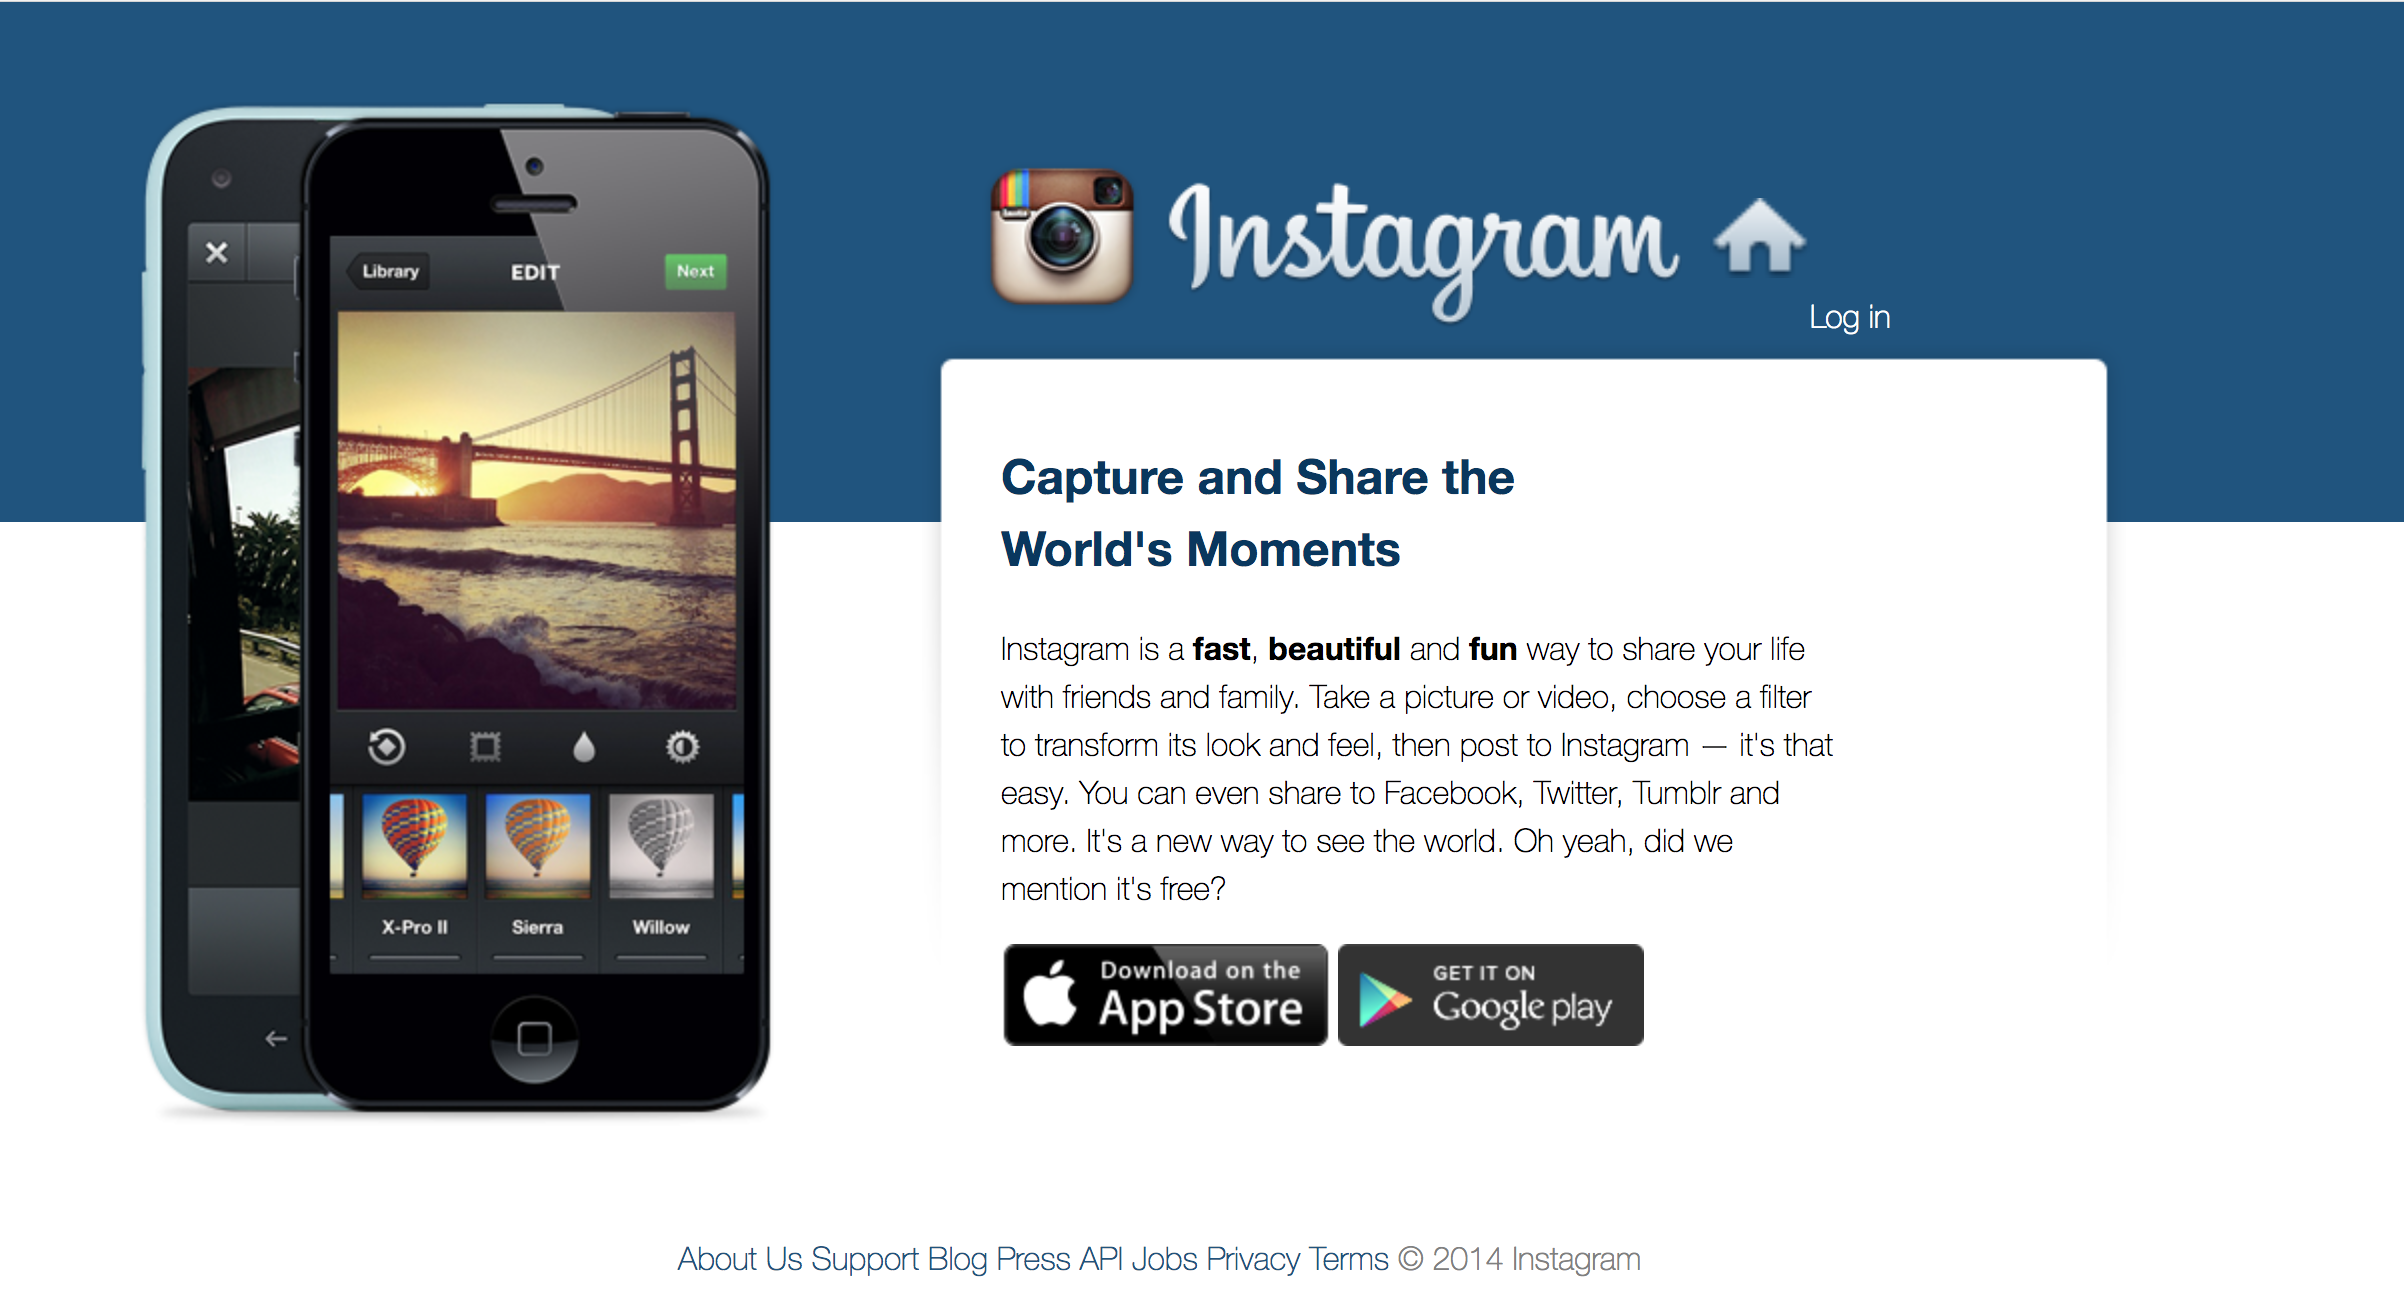 Instagram
Log in
Library
EDIT
Next
X-Pro II
Sierra
Willow
Capture and Share the
World's Moments
Instagram is a fast, beautiful and fun way to share your life
with friends and family. Take a picture or video, choose a filter
to transform its look and feel, then post to Instagram — it's that
easy. You can even share to Facebook, Twitter, Tumblr and
more. It's a new way to see the world. Oh yeah, did we
mention it's free?
Download on the
App Store
GET IT ON
Google play
About Us Support Blog Press API Jobs Privacy Terms © 2014 Instagram